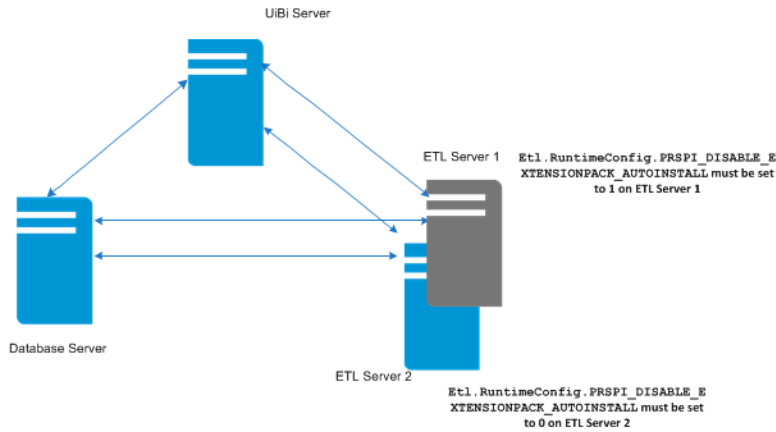 UiBi Server
ETL Server 1
Etl.RuntimeConfig.PRSPI_DISABLE_E
XTENSIONPACK_AUTOINSTALL must be set
to 1 on ETL Server 1
Database Server
ETL Server 2
Etl.RuntimeConfig.PRSPI_DISABLE_E
XTENSIONPACK_AUTOINSTALL must be set
to 0 on ETL Server 2